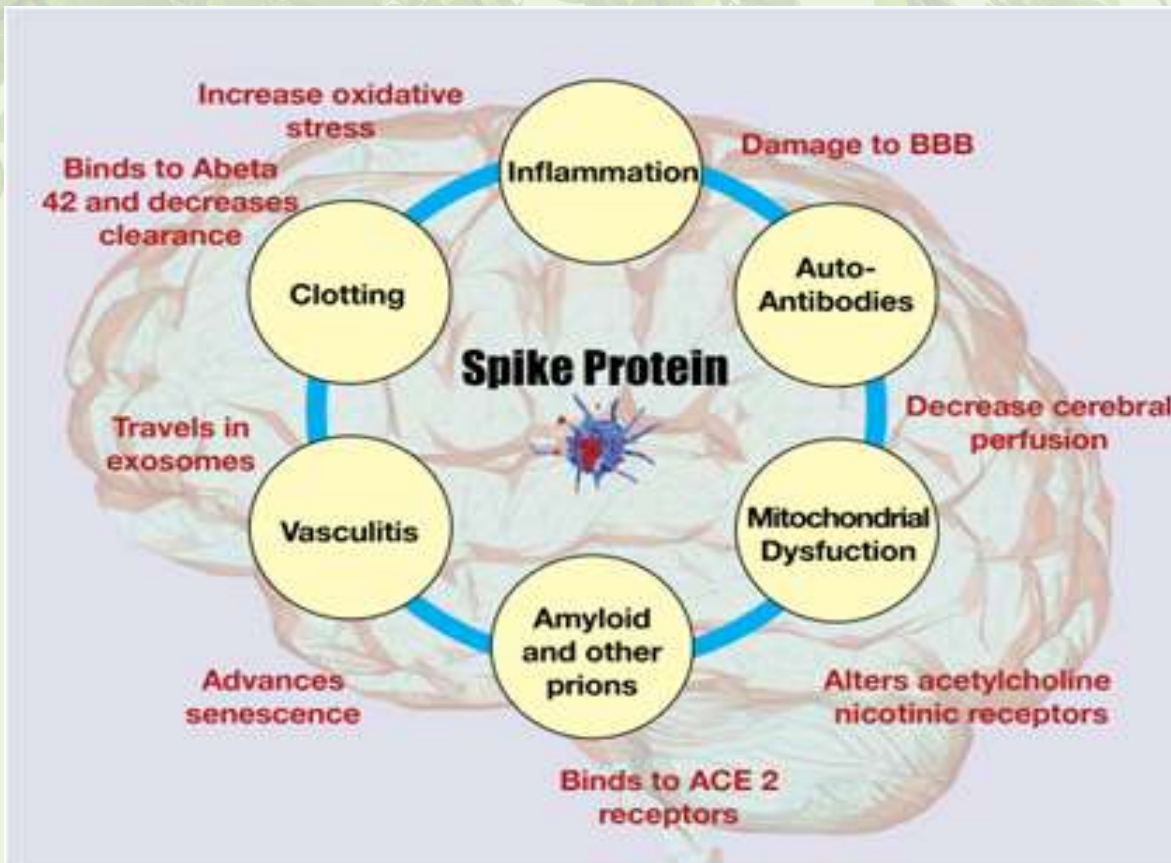 Increase oxidative
stress
Inflammation
Damage to BBB
Binds to Abeta
42 and decreases
clearance
Clotting
Auto-
Antibodies
Spike Protein
Travels in
exosomes
Decrease cerebral
perfusion
Vasculitis
Mitochondrial
Dysfuction
Amyloid
and other
prions
Advances
senescence
Alters acetylcholine
nicotinic receptors
Binds to ACE 2
receptors